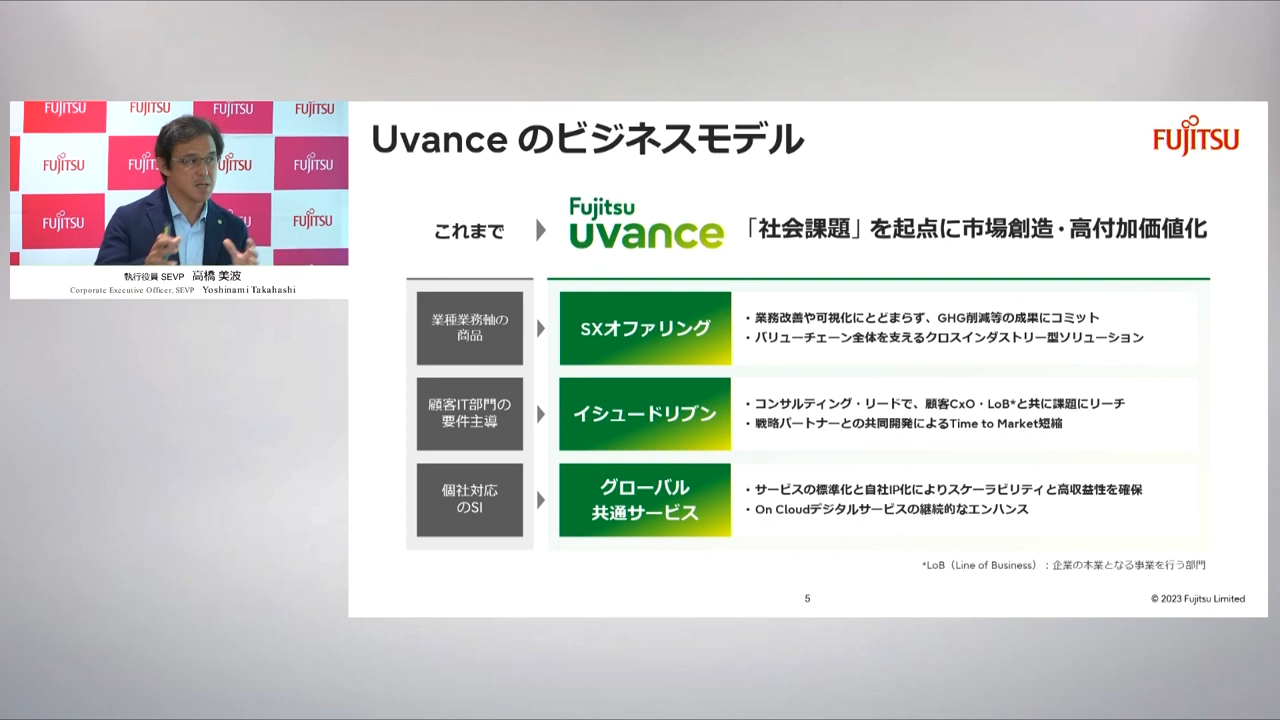 FUJITSU FUJITSU FUJITSU FUJITSU
FUJITSU FUJITSU FUJITSU
FUJITSU FUJITSU
執行役員 SEVP 高橋 美波
Corporate Executive Officer, SEVP Yoshinami Takahashi
Uvance のビジネスモデル
FUJITSU
これまで
Fujitsu
uvance
「社会課題」を起点に市場創造・高付加価値化
業種業務軸の
商品
SXオファリング
・業務改善や可視化にとどまらず、GHG削減等の成果にコミット
・バリューチェーン全体を支えるクロスインダストリー型ソリューション
顧客IT部門の
要件主導
イシュードリブン
・コンサルティング・リードで、顧客CxO・LoB*と共に課題にリーチ
・戦略パートナーとの共同開発によるTime to Market短縮
個社対応
のSI
グローバル
共通サービス
・サービスの標準化と自社IP化によりスケーラビリティと高収益性を確保
・On Cloudデジタルサービスの継続的なエンハンス
*LoB（Line of Business）：企業の本業となる事業を行う部門
5
© 2023 Fujitsu Limited